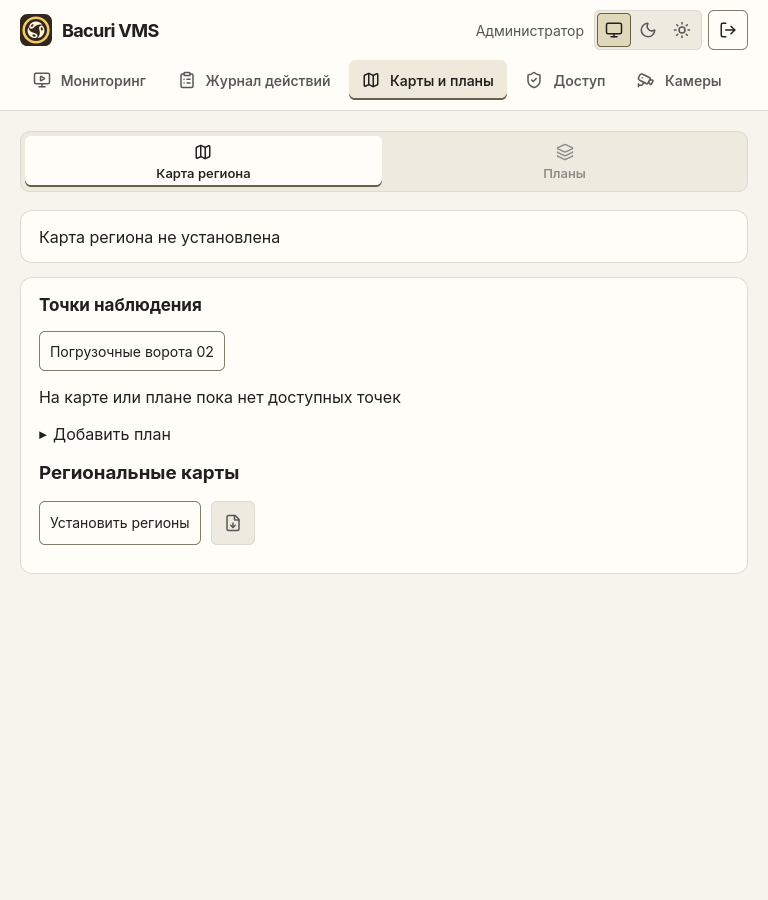 Bacuri VMS
Администратор
Мониторинг
Журнал действий
Карты и планы
Доступ
Камеры
Карта региона
Планы
Карта региона не установлена
Точки наблюдения
Погрузочные ворота 02
На карте или плане пока нет доступных точек
Добавить план
Региональные карты
Установить регионы